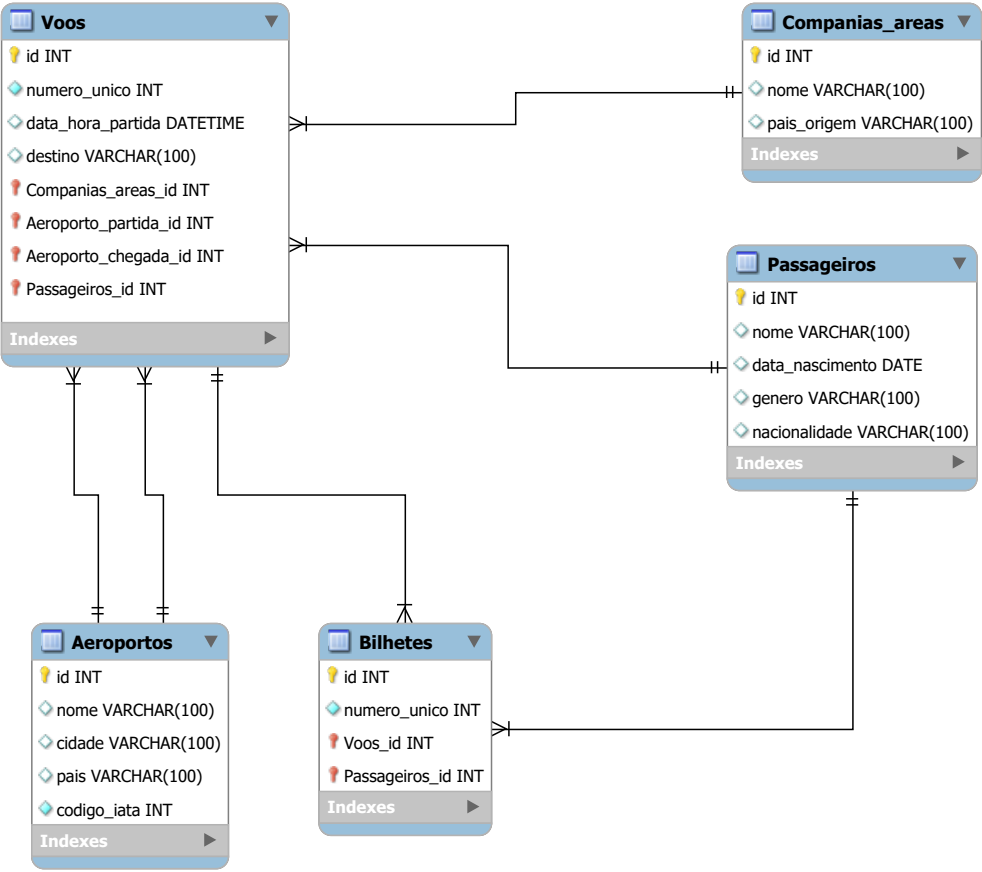 Voos
id INT
numero_unico INT
data_hora_partida DATETIME
destino VARCHAR(100)
Companias_areas_id INT
Aeroporto_partida_id INT
Aeroporto_chegada_id INT
Passageiros_id INT
Indexes
Companias_areas
id INT
nome VARCHAR(100)
pais_origem VARCHAR(100)
Indexes
Passageiros
id INT
nome VARCHAR(100)
data_nascimento DATE
genero VARCHAR(100)
nacionalidade VARCHAR(100)
Indexes
Aeroportos
id INT
nome VARCHAR(100)
cidade VARCHAR(100)
pais VARCHAR(100)
codigo_iata INT
Indexes
Bilhetes
id INT
numero_unico INT
Voos_id INT
Passageiros_id INT
Indexes